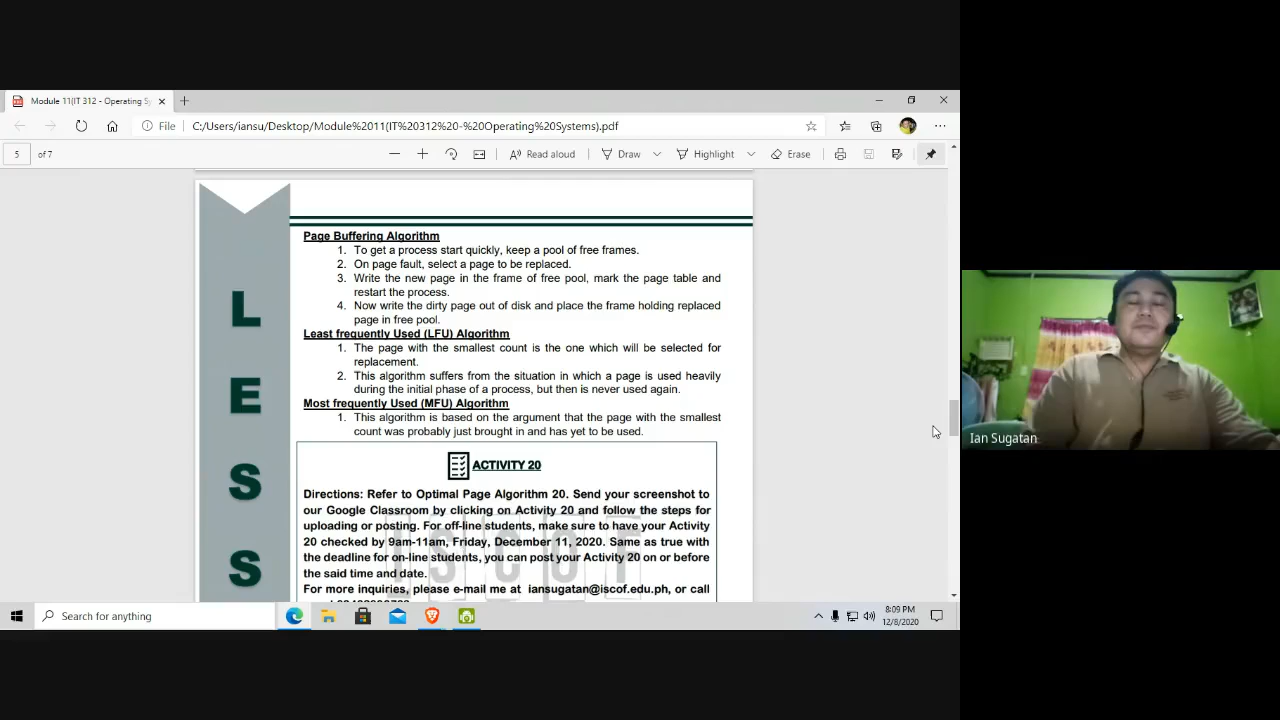 Module 11(IT 312 - Operating Sy
File C:/Users/iansu/Desktop/Module%2011(IT%20312%20-%20Operating%20Systems).pdf
5 of 7 Read aloud Draw Highlight Erase
Page Buffering Algorithm
1. To get a process start quickly, keep a pool of free frames.
2. On page fault, select a page to be replaced.
3. Write the new page in the frame of free pool, mark the page table and
restart the process.
4. Now write the dirty page out of disk and place the frame holding replaced
page in free pool.
Least frequently Used (LFU) Algorithm
1. The page with the smallest count is the one which will be selected for
replacement.
2. This algorithm suffers from the situation in which a page is used heavily
during the initial phase of a process, but then is never used again.
Most frequently Used (MFU) Algorithm
1. This algorithm is based on the argument that the page with the smallest
count was probably just brought in and has yet to be used.
ACTIVITY 20
Directions: Refer to Optimal Page Algorithm 20. Send your screenshot to
our Google Classroom by clicking on Activity 20 and follow the steps for
uploading or posting. For off-line students, make sure to have your Activity
20 checked by 9am-11am, Friday, December 11, 2020. Same as true with
the deadline for on-line students, you can post your Activity 20 on or before
the said time and date.
For more inquiries, please e-mail me at iansugatan@iscof.edu.ph, or call
L
E
S
S
ISCOF
Ian Sugatan
Search for anything
8:09 PM
12/8/2020